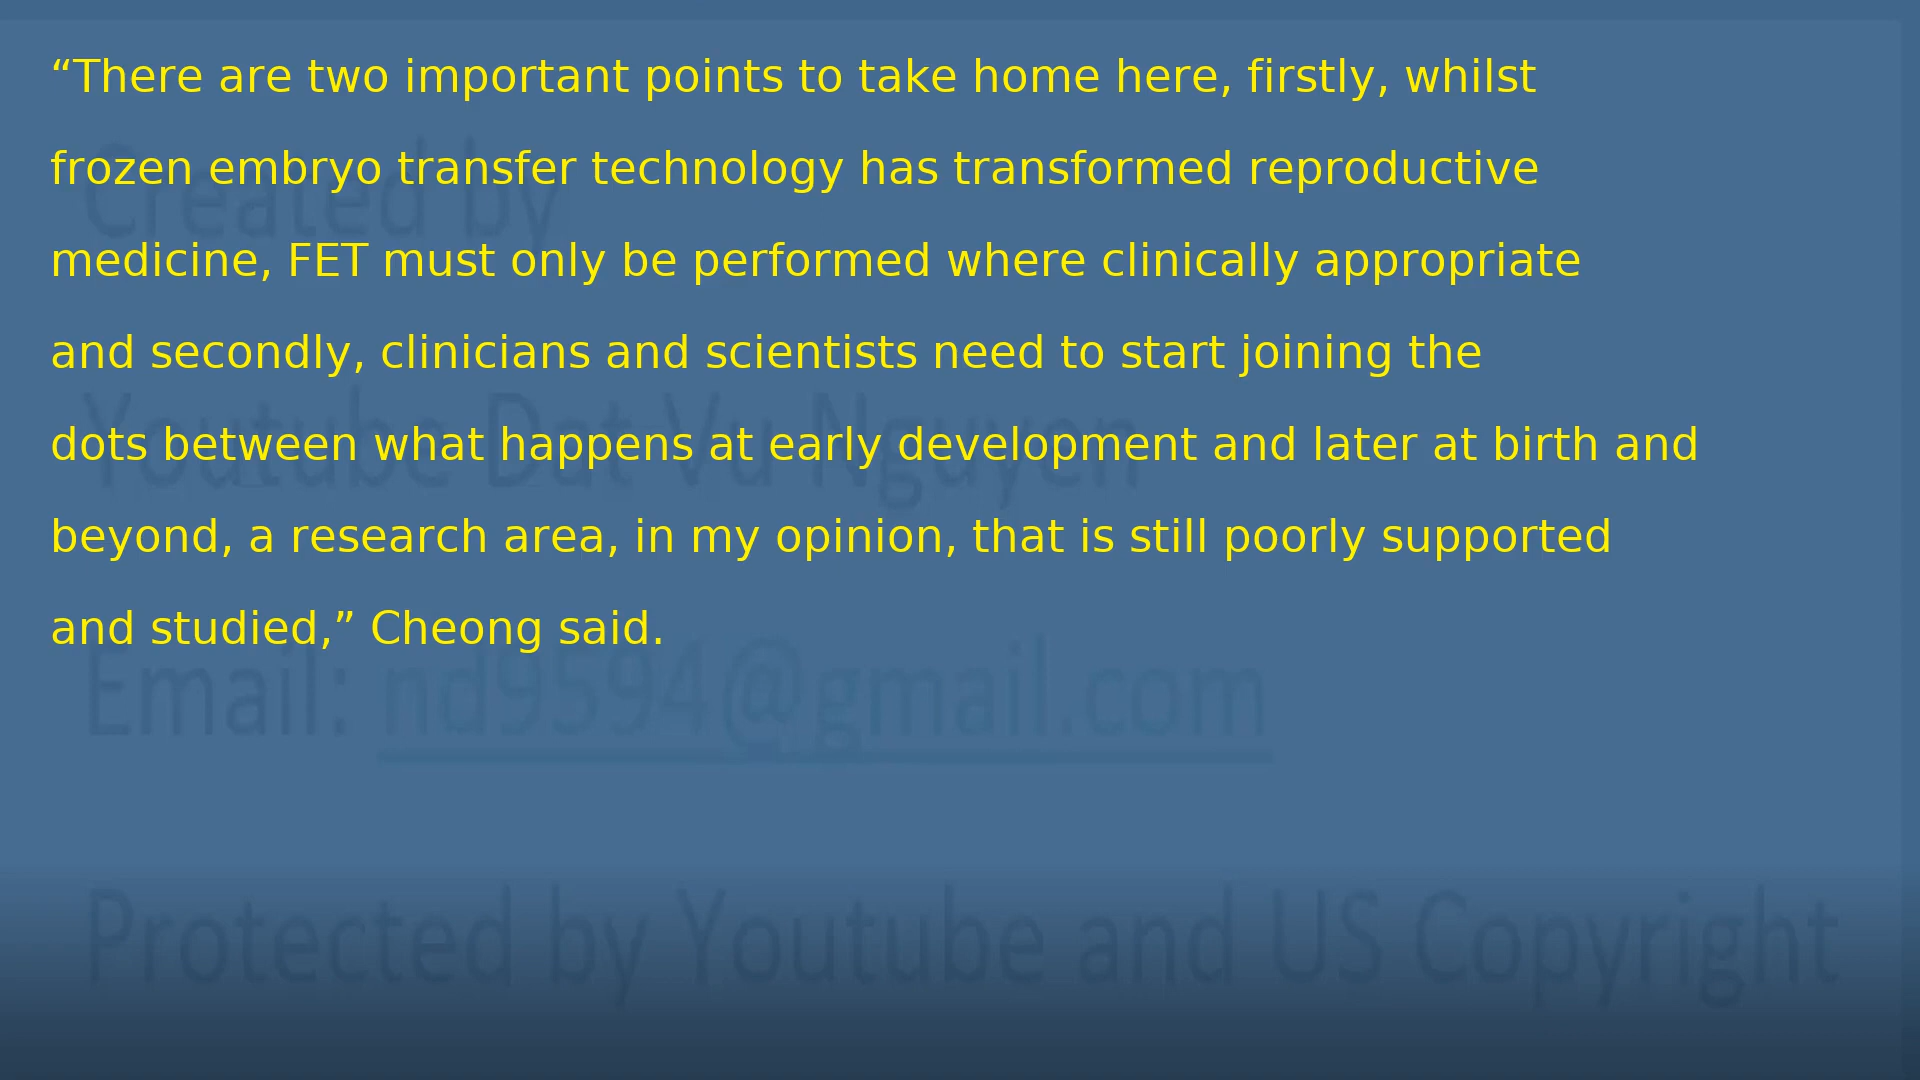 “There are two important points to take home here, firstly, whilst
frozen embryo transfer technology has transformed reproductive
medicine, FET must only be performed where clinically appropriate
and secondly, clinicians and scientists need to start joining the
dots between what happens at early development and later at birth and
beyond, a research area, in my opinion, that is still poorly supported
and studied,” Cheong said.
Created by
Youtube Dat Vu Nguyen
Email: nd9594@gmail.com
Protected by Youtube and US Copyright